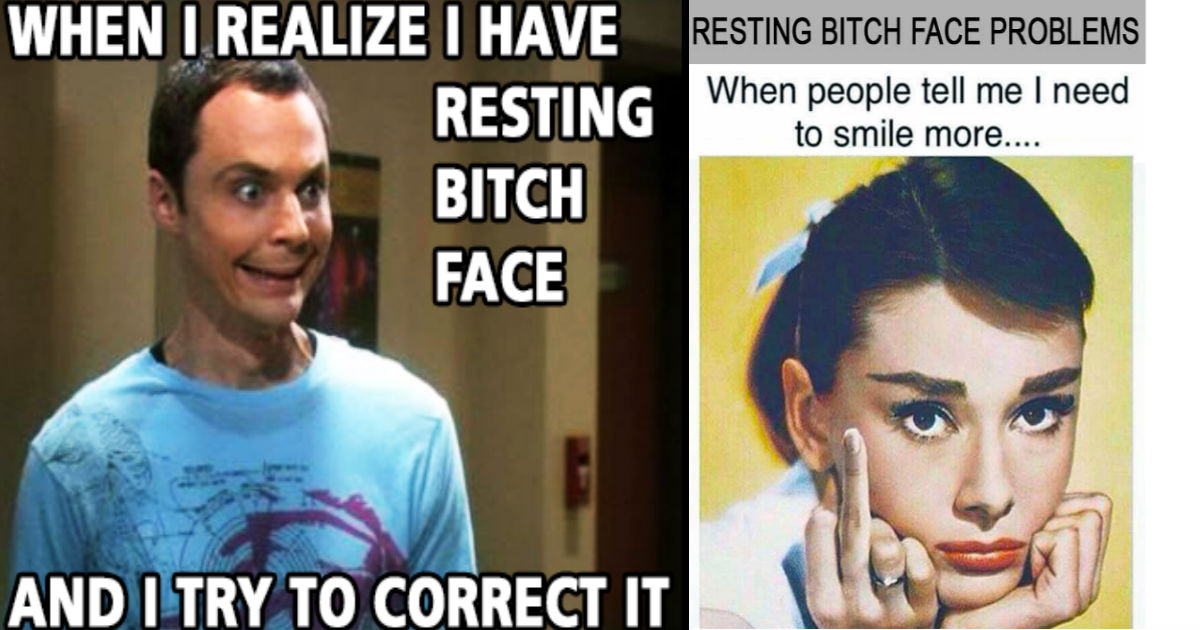 WHEN I REALIZE I HAVE
RESTING
BITCH
FACE
AND I TRY TO CORRECT IT
RESTING BITCH FACE PROBLEMS
When people tell me I need
to smile more....